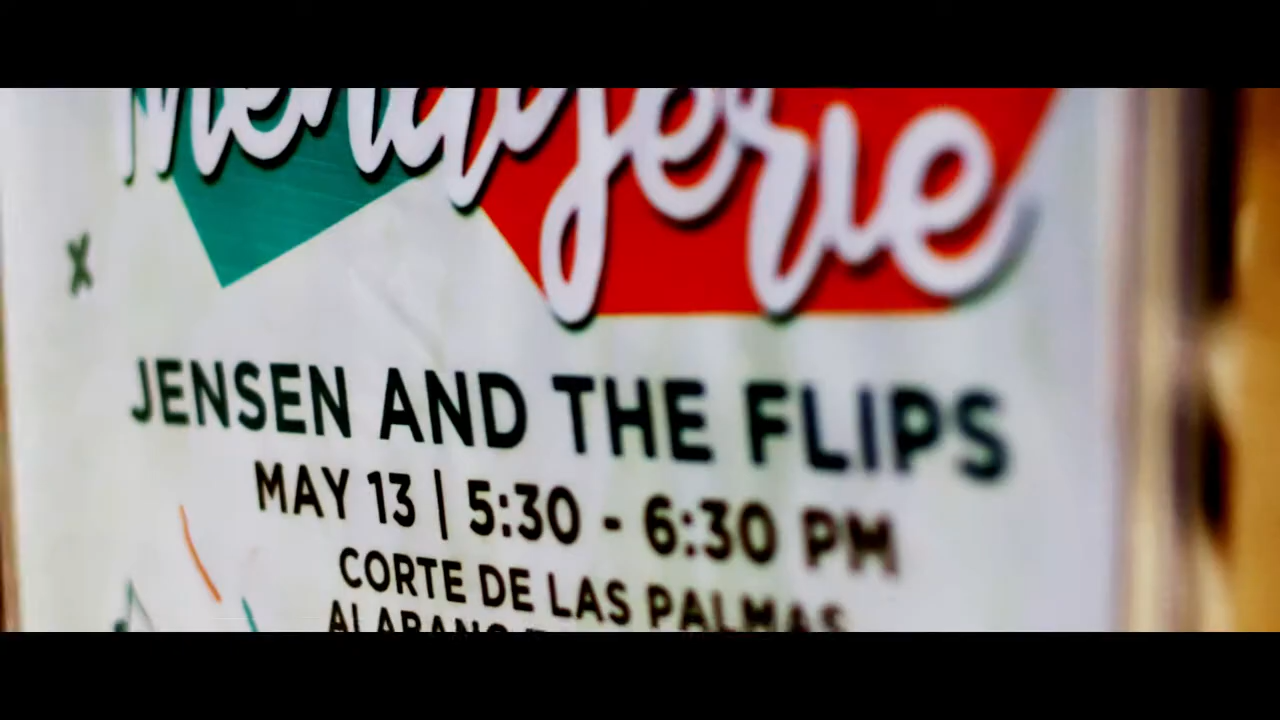 Menagerie
JENSEN AND THE FLIPS
MAY 13 | 5:30 - 6:30 PM
CORTE DE LAS PALMAS